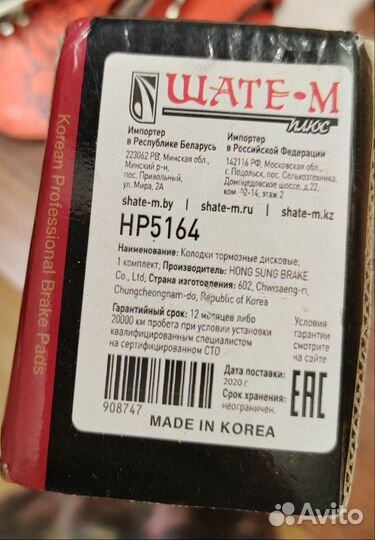 Korean Professional Brake Pads
ШАТЕ-М
плюс
Импортер
в Республике Беларусь
223062 РБ, Минская обл.,
Минский р-н,
пос. Привольный,
ул. Мира, 2А
Импортер
в Российской Федерации
142116 РФ, Московская обл.,
г. Подольск, пос. Сельхозтехника,
Домодедовское шоссе, д.22,
ком. 12-14, этаж 2
shate-m.by | shate-m.ru | shate-m.kz
HP5164
Наименование: Колодки тормозные дисковые,
1 комплект, Производитель: HONG SUNG BRAKE
Co., Ltd, Страна изготовления: 602, Chwisaeng-ri,
Chungcheongnam-do, Republic of Korea
Гарантийный срок: 12 месяцев либо
20000 км пробега при условии установки
квалифицированным специалистом
на сертифицированном СТО
Условия
гарантии
смотрите
на сайте
908747
Дата поставки:
2020 г.
Срок хранения:
неограничен.
EAC
MADE IN KOREA
Avito